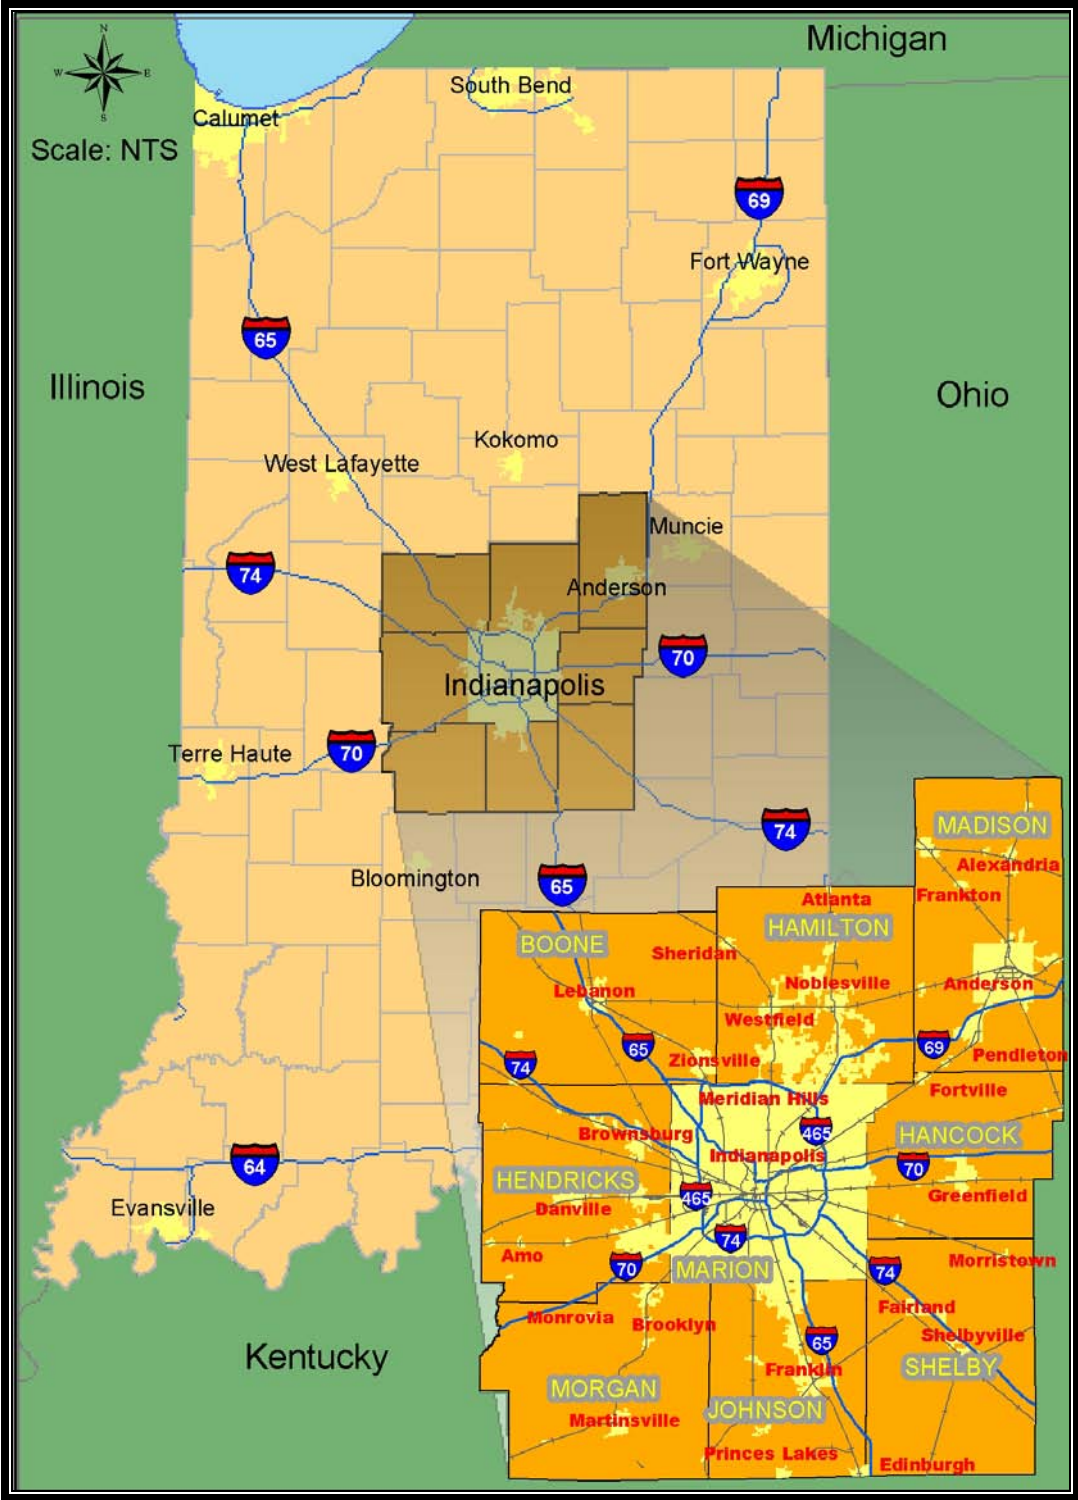 N
W
E
S
Scale: NTS
Michigan
South Bend
Calumet
69
Fort Wayne
65
Illinois
Ohio
Kokomo
West Lafayette
Muncie
74
Anderson
70
Indianapolis
Terre Haute
70
74
Bloomington
65
64
Evansville
Kentucky
MADISON
Alexandria
Frankton
Atlanta
HAMILTON
BOONE
Sheridan
Noblesville
Anderson
Lebanon
Westfield
65
69
Pendleton
74
Zionsville
Fortville
Meridian Hills
465
Brownsburg
HANCOCK
Indianapolis
70
HENDRICKS
465
Greenfield
Danville
74
Amo
70
MARION
74
Morristown
Monrovia
Brooklyn
Fairland
Shelbyville
65
Franklin
SHELBY
MORGAN
JOHNSON
Martinsville
Princes Lakes
Edinburgh